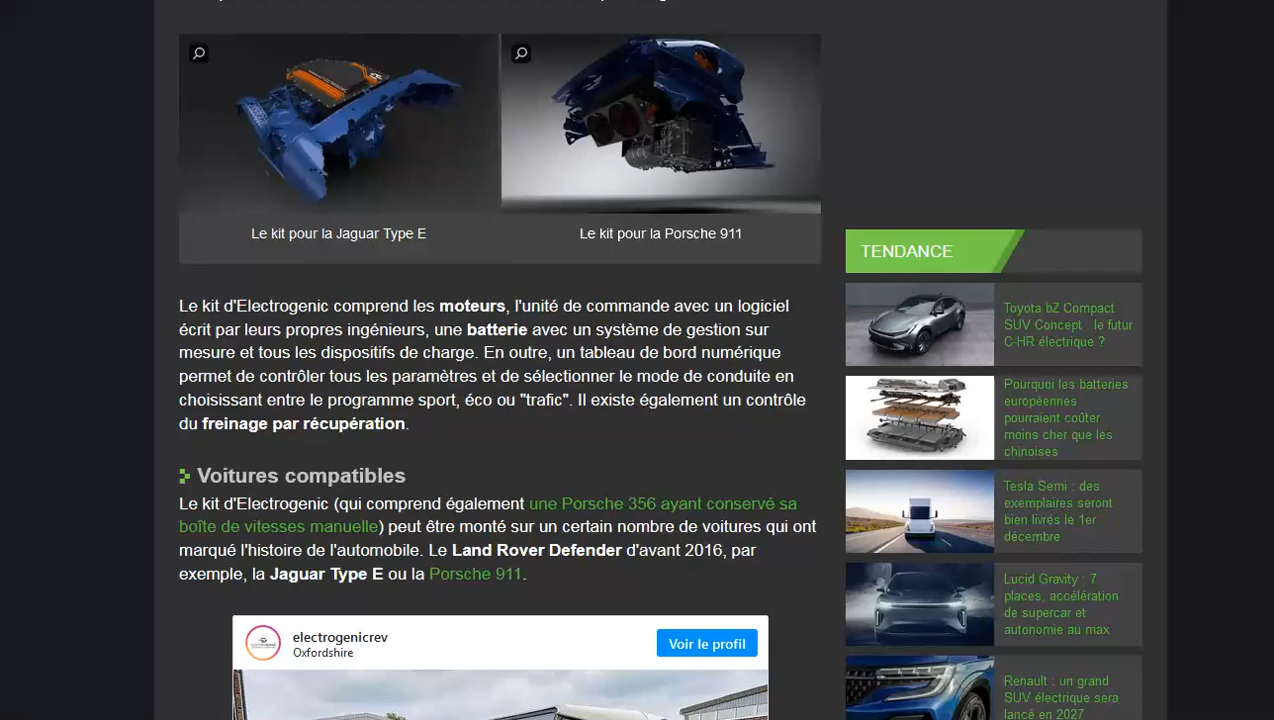 Le kit pour la Jaguar Type E
Le kit pour la Porsche 911
Le kit d'Electrogenic comprend les moteurs, l'unité de commande avec un logiciel
écrit par leurs propres ingénieurs, une batterie avec un système de gestion sur
mesure et tous les dispositifs de charge. En outre, un tableau de bord numérique
permet de contrôler tous les paramètres et de sélectionner le mode de conduite en
choisissant entre le programme sport, éco ou "trafic". Il existe également un contrôle
du freinage par récupération.
Voitures compatibles
Le kit d'Electrogenic (qui comprend également une Porsche 356 ayant conservé sa
boîte de vitesses manuelle) peut être monté sur un certain nombre de voitures qui ont
marqué l'histoire de l'automobile. Le Land Rover Defender d'avant 2016, par
exemple, la Jaguar Type E ou la Porsche 911.
electrogenicrev
Oxfordshire
Voir le profil
TENDANCE
Toyota bZ Compact
SUV Concept : le futur
C-HR électrique ?
Pourquoi les batteries
européennes
pourraient coûter
moins cher que les
chinoises
Tesla Semi : des
exemplaires seront
bien livrés le 1er
décembre
Lucid Gravity : 7
places, accélération
de supercar et
autonomie au max
Renault : un grand
SUV électrique sera
lancé en 2027